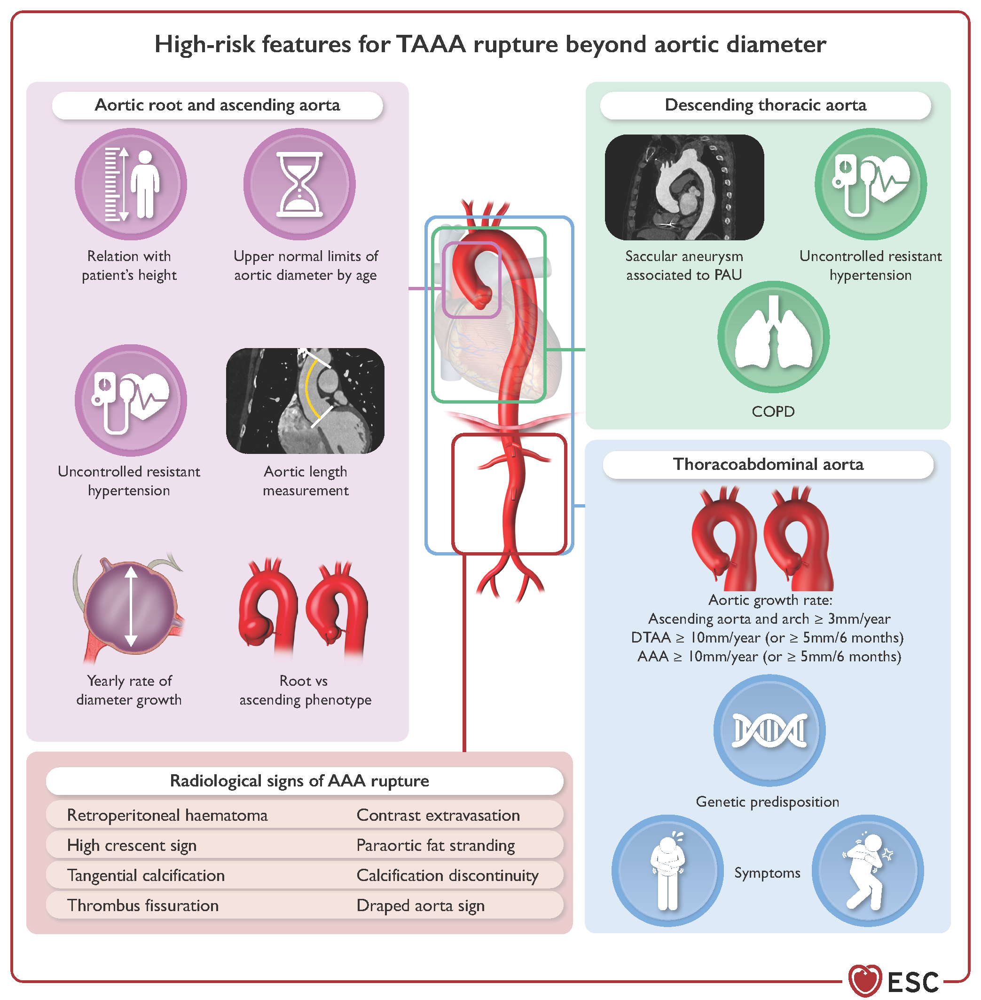 High-risk features for TAAA rupture beyond aortic diameter
Aortic root and ascending aorta
Relation with
patient's height
Upper normal limits of
aortic diameter by age
Uncontrolled resistant
hypertension
Aortic length
measurement
Yearly rate of
diameter growth
Root vs
ascending phenotype
Descending thoracic aorta
Saccular aneurysm
associated to PAU
Uncontrolled resistant
hypertension
COPD
Thoracoabdominal aorta
Aortic growth rate:
Ascending aorta and arch ≥ 3mm/year
DTAA ≥ 10mm/year (or ≥ 5mm/6 months)
AAA ≥ 10mm/year (or ≥ 5mm/6 months)
Genetic predisposition
Symptoms
Radiological signs of AAA rupture
Retroperitoneal haematoma
Contrast extravasation
High crescent sign
Paraortic fat stranding
Tangential calcification
Calcification discontinuity
Thrombus fissuration
Draped aorta sign
ESC